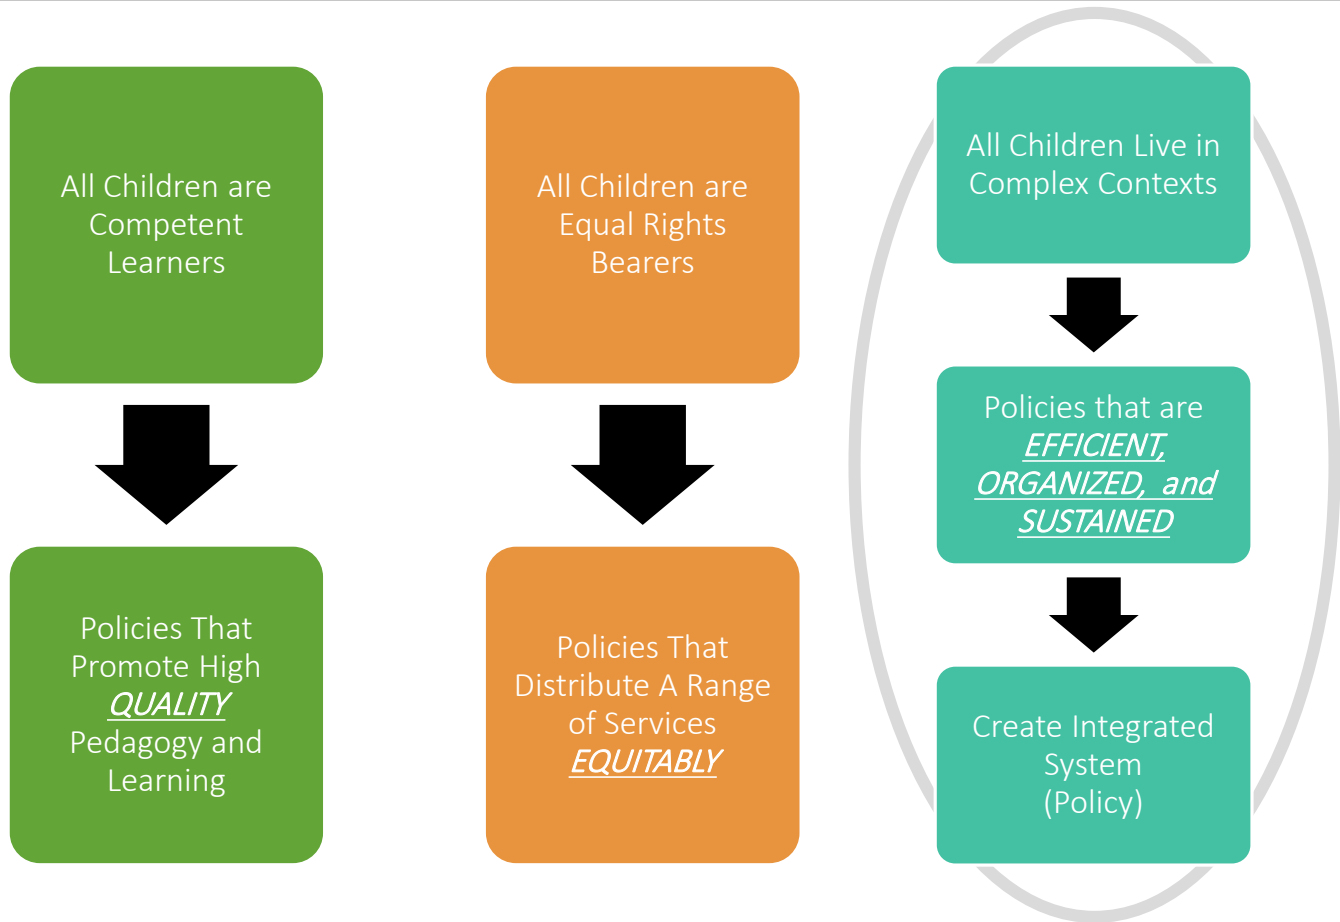 All Children are
Competent
Learners
Policies That
Promote High
QUALITY
Pedagogy and
Learning
All Children are
Equal Rights
Bearers
Policies That
Distribute A Range
of Services
EQUITABLY
All Children Live in
Complex Contexts
Policies that are
EFFICIENT,
ORGANIZED, and
SUSTAINED
Create Integrated
System
(Policy)